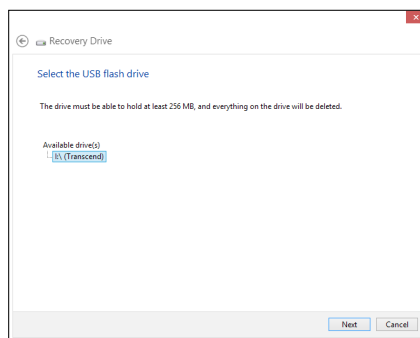 Recovery Drive
Select the USB flash drive
The drive must be able to hold at least 256 MB, and everything on the drive will be deleted.
Available drive(s)
I:\ (Transcend)
Next Cancel